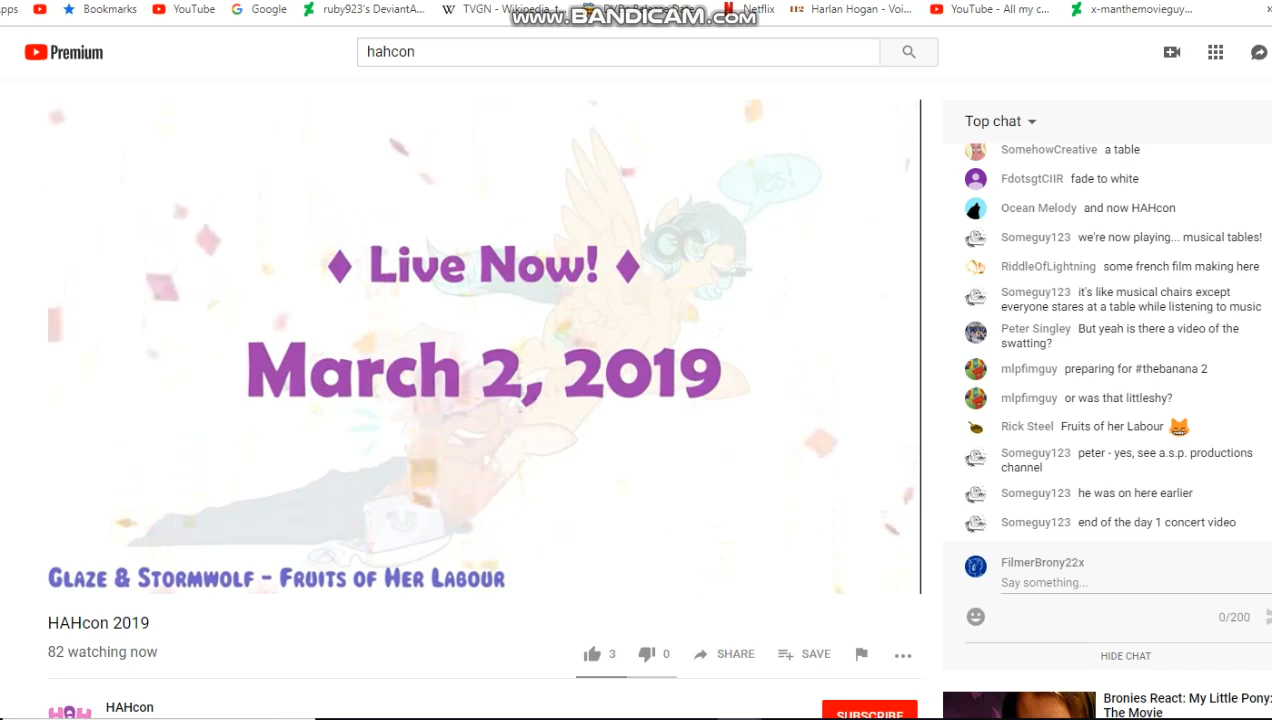 pps
Bookmarks
YouTube
Google
ruby923's DeviantA...
TVGN - Wikipedia, t...
Netflix
Harlan Hogan - Voi...
YouTube - All my c...
x-manthemovieguy...
www.BANDICAM.com
Premium
hahcon
Yes!
♦ Live Now! ♦
March 2, 2019
Glaze & Stormwolf - Fruits of Her Labour
HAHcon 2019
82 watching now
3
0
SHARE
SAVE
HAHcon
SUBSCRIBE
Top chat
SomehowCreative a table
FdotsgtCIIR fade to white
Ocean Melody and now HAHcon
Someguy123 we're now playing... musical tables!
RiddleOfLightning some french film making here
Someguy123 it's like musical chairs except
everyone stares at a table while listening to music
Peter Singley But yeah is there a video of the
swatting?
mlpfimguy preparing for #thebanana 2
mlpfimguy or was that littleshy?
Rick Steel Fruits of her Labour
Someguy123 peter - yes, see a.s.p. productions
channel
Someguy123 he was on here earlier
Someguy123 end of the day 1 concert video
FilmerBrony22x
Say something...
0/200
HIDE CHAT
Bronies React: My Little Pony:
The Movie